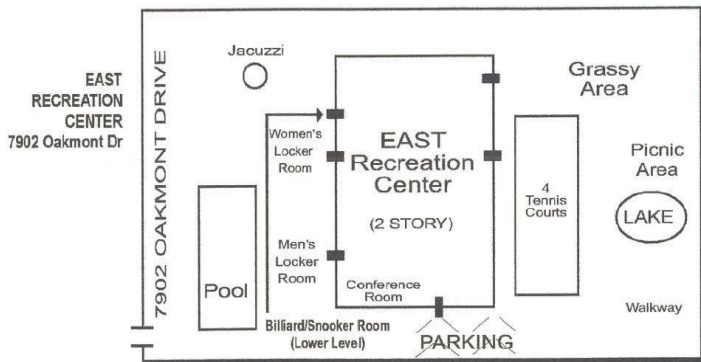 EAST
RECREATION
CENTER
7902 Oakmont Dr
7902 OAKMONT DRIVE
Jacuzzi
Women's
Locker
Room
Men's
Locker
Room
Pool
Billiard/Snooker Room
(Lower Level)
EAST
Recreation
Center
(2 STORY)
Conference
Room
PARKING
Grassy
Area
4
Tennis
Courts
Picnic
Area
LAKE
Walkway